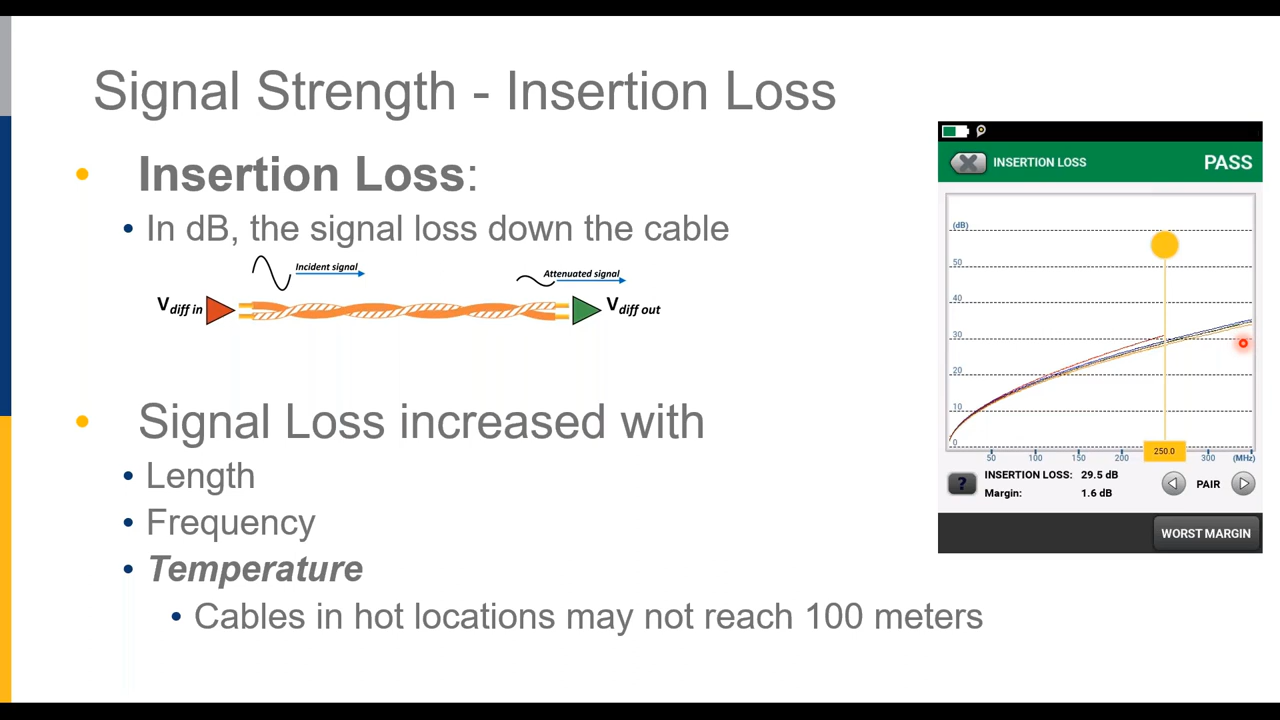 Signal Strength - Insertion Loss
• Insertion Loss:
• In dB, the signal loss down the cable
Incident signal
Attenuated signal
Vdiff in
Vdiff out
• Signal Loss increased with
• Length
• Frequency
• Temperature
• Cables in hot locations may not reach 100 meters
INSERTION LOSS
PASS
(dB)
50
40
30
20
10
0
50 100 150 200 250.0 300 (MHz)
INSERTION LOSS: 29.5 dB
Margin: 1.6 dB
?
PAIR
WORST MARGIN